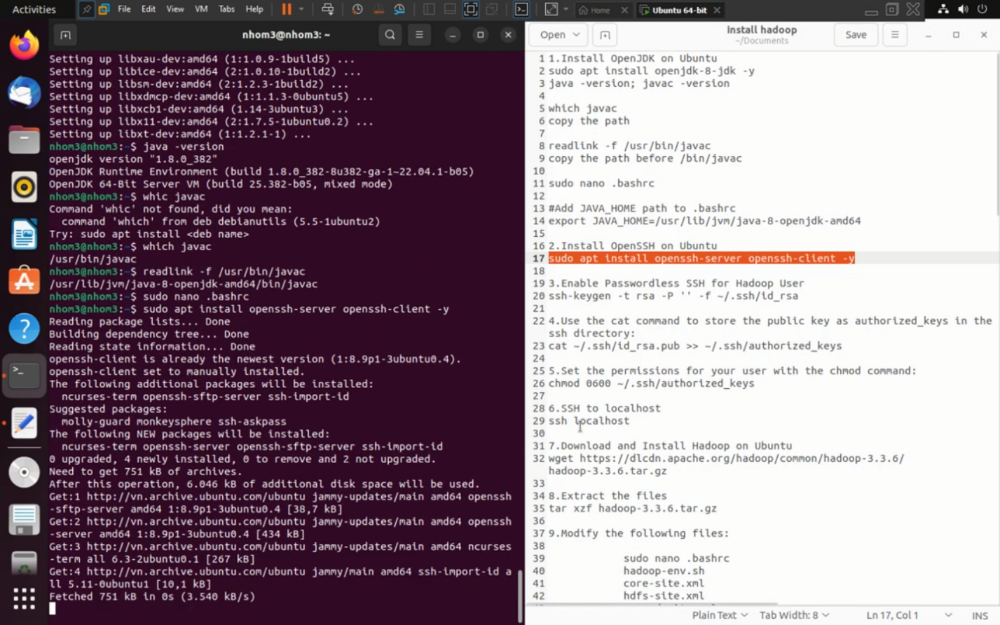 Activities
File Edit View VM Tabs Help
Home
Ubuntu 64-bit
nhom3@nhom3: ~
Setting up libxau-dev:amd64 (1:1.0.9-1build5) ...
Setting up libice-dev:amd64 (2:1.0.10-1build2) ...
Setting up libsm-dev:amd64 (2:1.2.3-1build2) ...
Setting up libxdmcp-dev:amd64 (1:1.1.3-0ubuntu5) ...
Setting up libxcb1-dev:amd64 (1.14-3ubuntu3) ...
Setting up libx11-dev:amd64 (2:1.7.5-1ubuntu0.2) ...
Setting up libxt-dev:amd64 (1:1.2.1-1) ...
nhom3@nhom3:~$ java -version
openjdk version "1.8.0_382"
OpenJDK Runtime Environment (build 1.8.0_382-8u382-ga-1~22.04.1-b05)
OpenJDK 64-Bit Server VM (build 25.382-b05, mixed mode)
nhom3@nhom3:~$ whic javac
Command 'whic' not found, did you mean:
command 'which' from deb debianutils (5.5-1ubuntu2)
Try: sudo apt install <deb name>
nhom3@nhom3:~$ which javac
/usr/bin/javac
nhom3@nhom3:~$ readlink -f /usr/bin/javac
/usr/lib/jvm/java-8-openjdk-amd64/bin/javac
nhom3@nhom3:~$ sudo nano .bashrc
nhom3@nhom3:~$ sudo apt install openssh-server openssh-client -y
Reading package lists... Done
Building dependency tree... Done
Reading state information... Done
openssh-client is already the newest version (1:8.9p1-3ubuntu0.4).
openssh-client set to manually installed.
The following additional packages will be installed:
ncurses-term openssh-sftp-server ssh-import-id
Suggested packages:
molly-guard monkeysphere ssh-askpass
The following NEW packages will be installed:
ncurses-term openssh-server openssh-sftp-server ssh-import-id
0 upgraded, 4 newly installed, 0 to remove and 2 not upgraded.
Need to get 751 kB of archives.
After this operation, 6.046 kB of additional disk space will be used.
Get:1 http://vn.archive.ubuntu.com/ubuntu jammy-updates/main amd64 openssh
-sftp-server amd64 1:8.9p1-3ubuntu0.4 [38,7 kB]
Get:2 http://vn.archive.ubuntu.com/ubuntu jammy-updates/main amd64 openssh
-server amd64 1:8.9p1-3ubuntu0.4 [434 kB]
Get:3 http://vn.archive.ubuntu.com/ubuntu jammy-updates/main amd64 ncurses
-term all 6.3-2ubuntu0.1 [267 kB]
Get:4 http://vn.archive.ubuntu.com/ubuntu jammy/main amd64 ssh-import-id a
ll 5.11-0ubuntu1 [10,1 kB]
Fetched 751 kB in 0s (3.540 kB/s)
Open
install hadoop
~/Documents
Save
1 1.Install OpenJDK on Ubuntu
2 sudo apt install openjdk-8-jdk -y
3 java -version; javac -version
4
5 which javac
6 copy the path
7
8 readlink -f /usr/bin/javac
9 copy the path before /bin/javac
10
11 sudo nano .bashrc
12
13 #Add JAVA_HOME path to .bashrc
14 export JAVA_HOME=/usr/lib/jvm/java-8-openjdk-amd64
15
16 2.Install OpenSSH on Ubuntu
17 sudo apt install openssh-server openssh-client -y
18
19 3.Enable Passwordless SSH for Hadoop User
20 ssh-keygen -t rsa -P '' -f ~/.ssh/id_rsa
21
22 4.Use the cat command to store the public key as authorized_keys in the
ssh directory:
23 cat ~/.ssh/id_rsa.pub >> ~/.ssh/authorized_keys
24
25 5.Set the permissions for your user with the chmod command:
26 chmod 0600 ~/.ssh/authorized_keys
27
28 6.SSH to localhost
29 ssh localhost
30
31 7.Download and Install Hadoop on Ubuntu
32 wget https://dlcdn.apache.org/hadoop/common/hadoop-3.3.6/
hadoop-3.3.6.tar.gz
33
34 8.Extract the files
35 tar xzf hadoop-3.3.6.tar.gz
36
37 9.Modify the following files:
38
39 sudo nano .bashrc
40 hadoop-env.sh
41 core-site.xml
42 hdfs-site.xml
Plain Text
Tab Width: 8
Ln 17, Col 1
INS